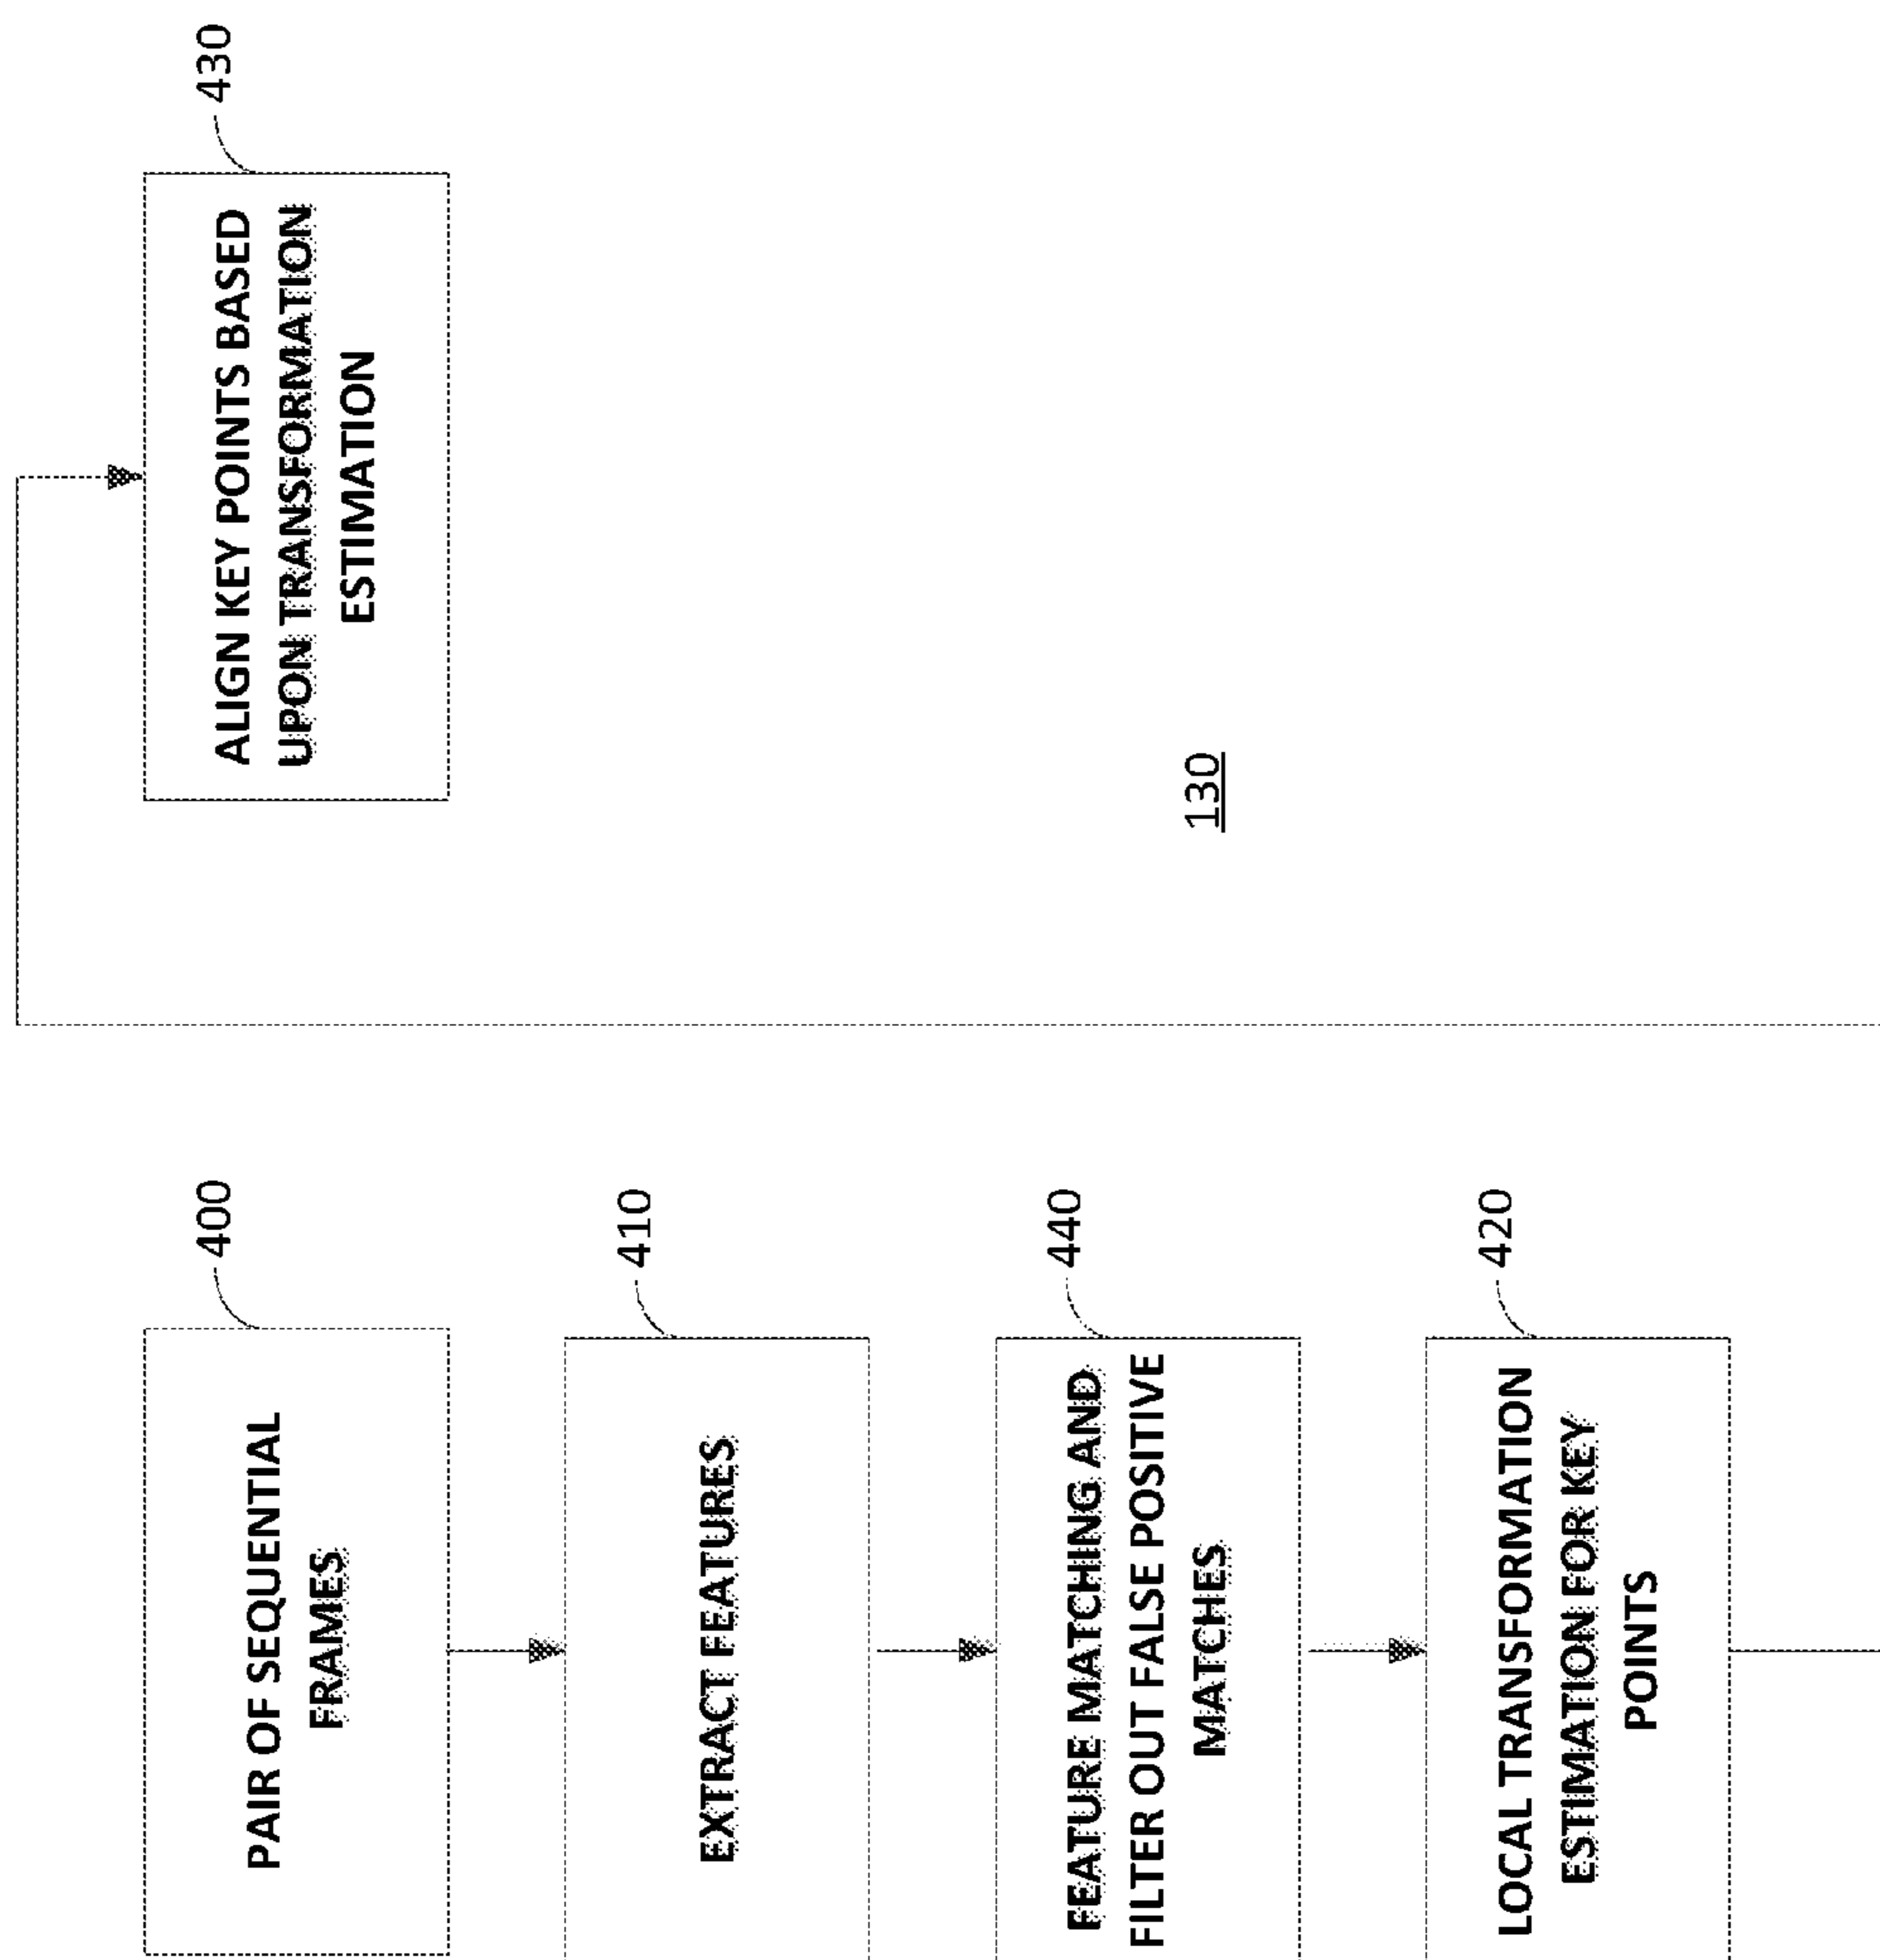 400
PAIR OF SEQUENTIAL
FRAMES
410
EXTRACT FEATURES
440
FEATURE MATCHING AND
FILTER OUT FALSE POSITIVE
MATCHES
420
LOCAL TRANSFORMATION
ESTIMATION FOR KEY
POINTS
430
ALIGN KEY POINTS BASED
UPON TRANSFORMATION
ESTIMATION
130